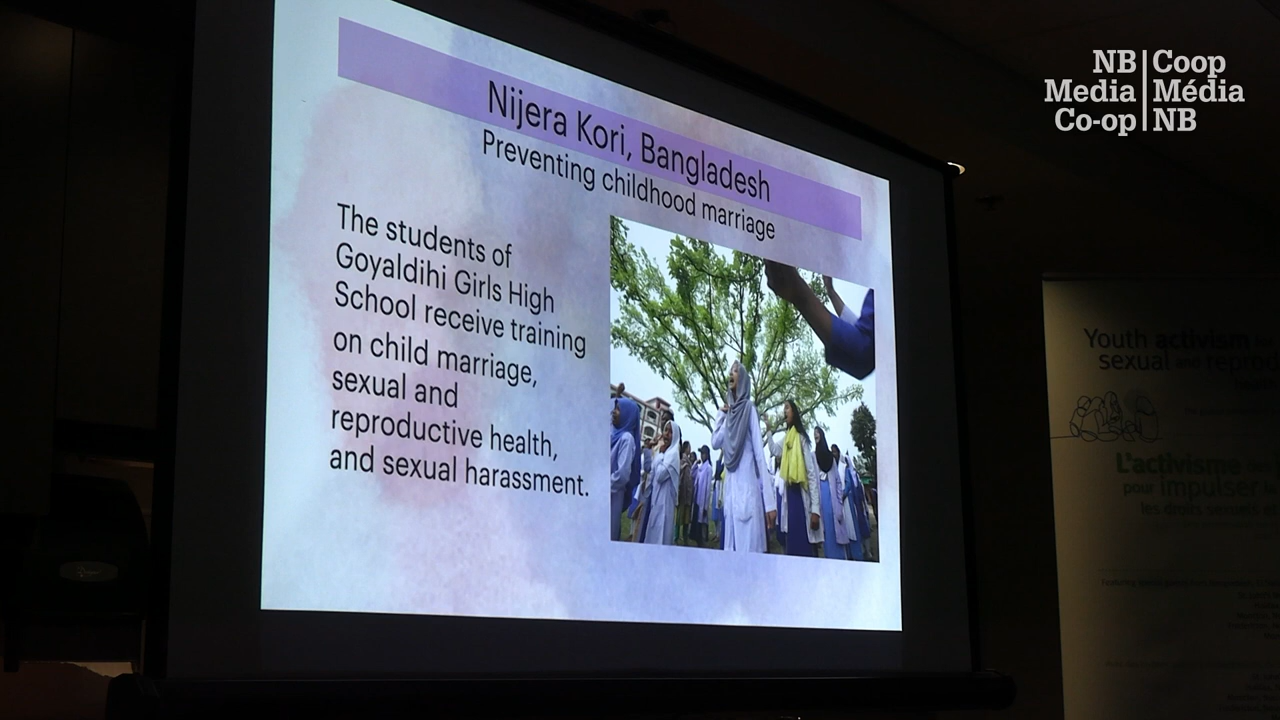 Nijera Kori, Bangladesh
Preventing childhood marriage
The students of
Goyaldihi Girls High
School receive training
on child marriage,
sexual and
reproductive health,
and sexual harassment.
NB Coop
Media Média
Co-op NB
Youth activism
sexual and
L'activisme
pour impulser
les droits sexuels